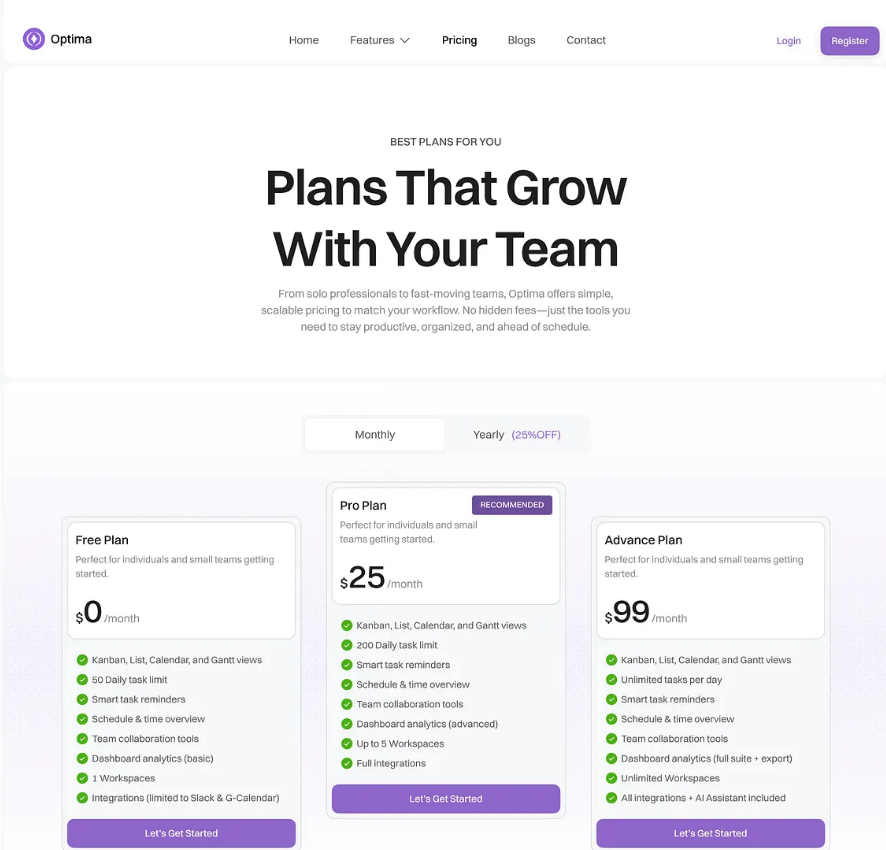 Optima
Home
Features
Pricing
Blogs
Contact
Login
Register
BEST PLANS FOR YOU
Plans That Grow
With Your Team
From solo professionals to fast-moving teams, Optima offers simple,
scalable pricing to match your workflow. No hidden fees—just the tools you
need to stay productive, organized, and ahead of schedule.
Monthly
Yearly (25%OFF)
Free Plan
Perfect for individuals and small teams getting
started.
$0/month
Kanban, List, Calendar, and Gantt views
50 Daily task limit
Smart task reminders
Schedule & time overview
Team collaboration tools
Dashboard analytics (basic)
1 Workspaces
Integrations (limited to Slack & G-Calendar)
Let's Get Started
Pro Plan
RECOMMENDED
Perfect for individuals and small
teams getting started.
$25/month
Kanban, List, Calendar, and Gantt views
200 Daily task limit
Smart task reminders
Schedule & time overview
Team collaboration tools
Dashboard analytics (advanced)
Up to 5 Workspaces
Full integrations
Let's Get Started
Advance Plan
Perfect for individuals and small teams getting
started.
$99/month
Kanban, List, Calendar, and Gantt views
Unlimited tasks per day
Smart task reminders
Schedule & time overview
Team collaboration tools
Dashboard analytics (full suite + export)
Unlimited Workspaces
All integrations + AI Assistant included
Let's Get Started